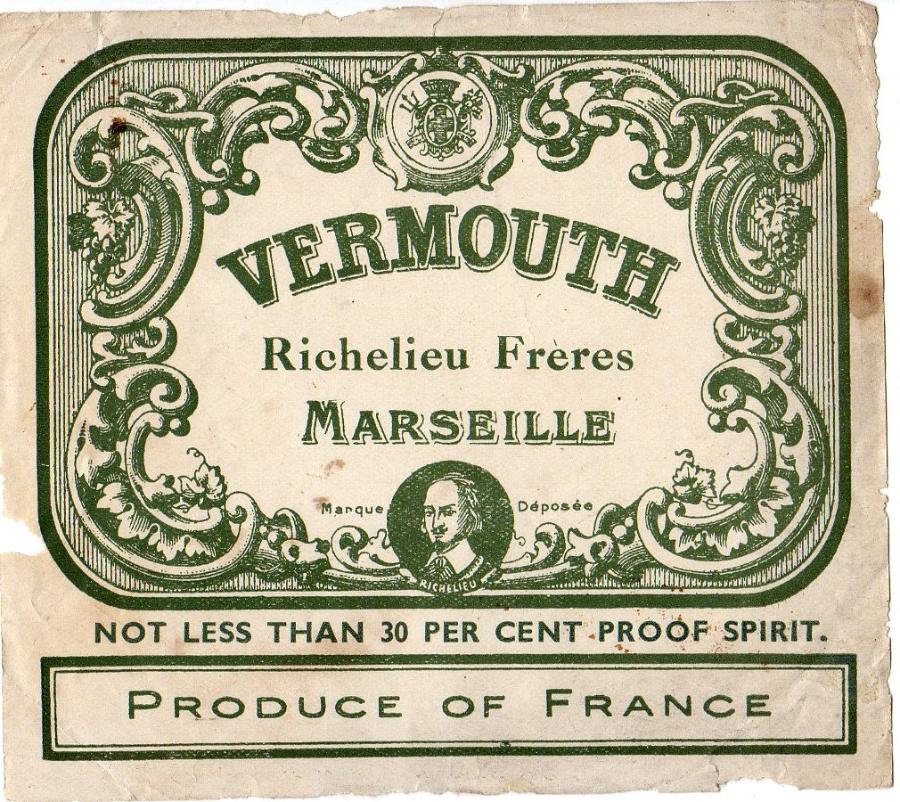 VERMOUTH
Richelieu Frères
MARSEILLE
Marque Déposée
RICHELIEU
NOT LESS THAN 30 PER CENT PROOF SPIRIT.
PRODUCE OF FRANCE